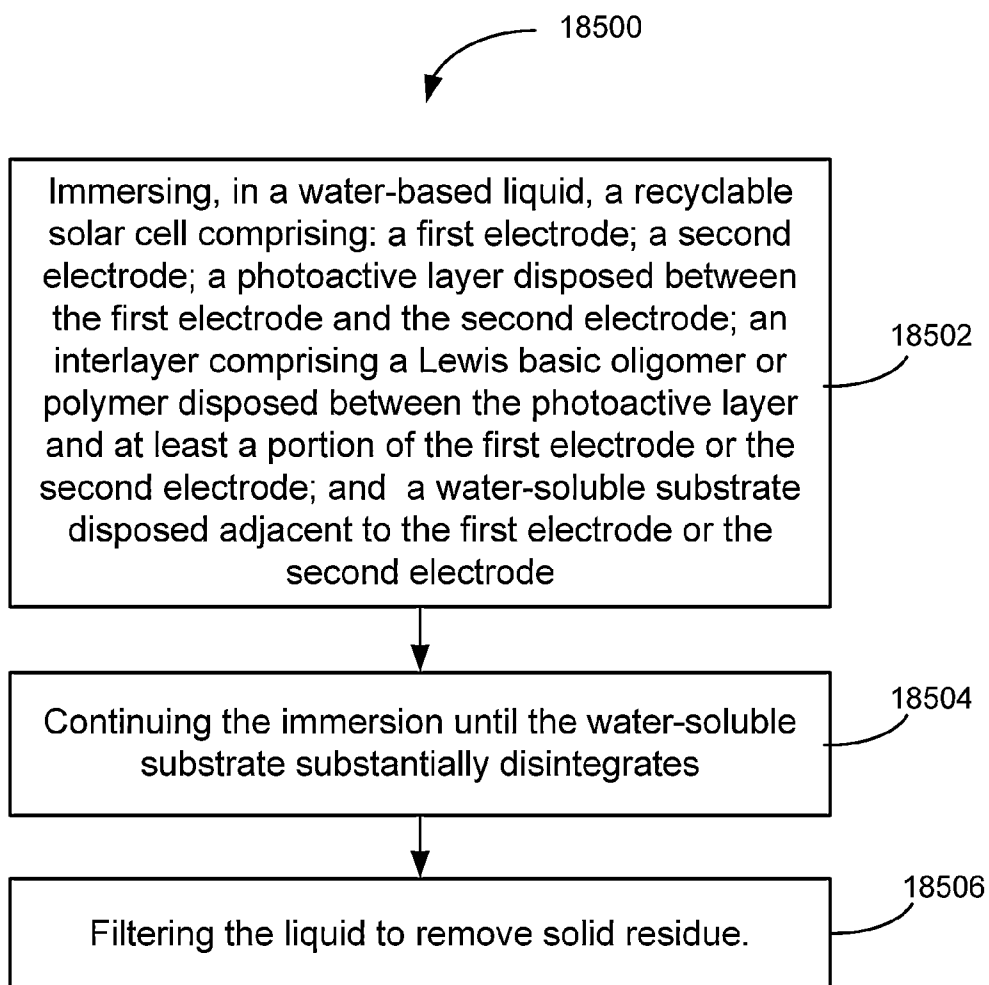 18500
Immersing, in a water-based liquid, a recyclable
solar cell comprising: a first electrode; a second
electrode; a photoactive layer disposed between
the first electrode and the second electrode; an
interlayer comprising a Lewis basic oligomer or
polymer disposed between the photoactive layer
and at least a portion of the first electrode or the
second electrode; and a water-soluble substrate
disposed adjacent to the first electrode or the
second electrode
18502
Continuing the immersion until the water-soluble
substrate substantially disintegrates
18504
Filtering the liquid to remove solid residue.
18506